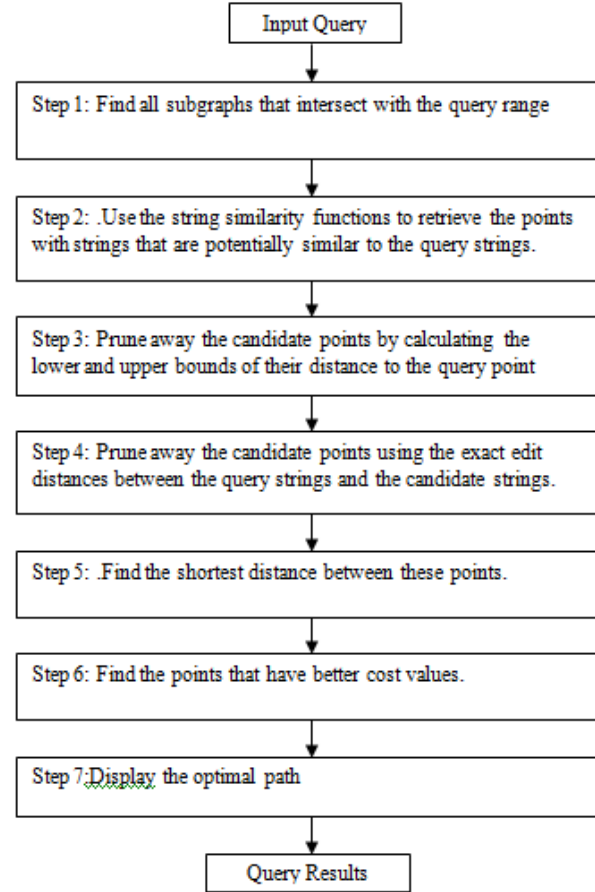 Input Query
Step 1: Find all subgraphs that intersect with the query range
Step 2: .Use the string similarity functions to retrieve the points
with strings that are potentially similar to the query strings.
Step 3: Prune away the candidate points by calculating the
lower and upper bounds of their distance to the query point
Step 4: Prune away the candidate points using the exact edit
distances between the query strings and the candidate strings.
Step 5: .Find the shortest distance between these points.
Step 6: Find the points that have better cost values.
Step 7:Display the optimal path
Query Results